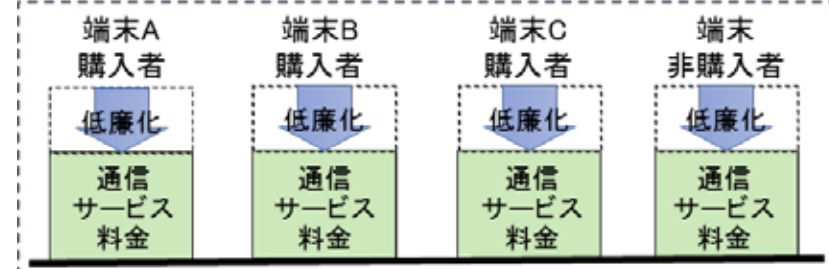 端末A
購入者
低廉化
通信
サービス
料金
端末B
購入者
低廉化
通信
サービス
料金
端末C
購入者
低廉化
通信
サービス
料金
端末
非購入者
低廉化
通信
サービス
料金